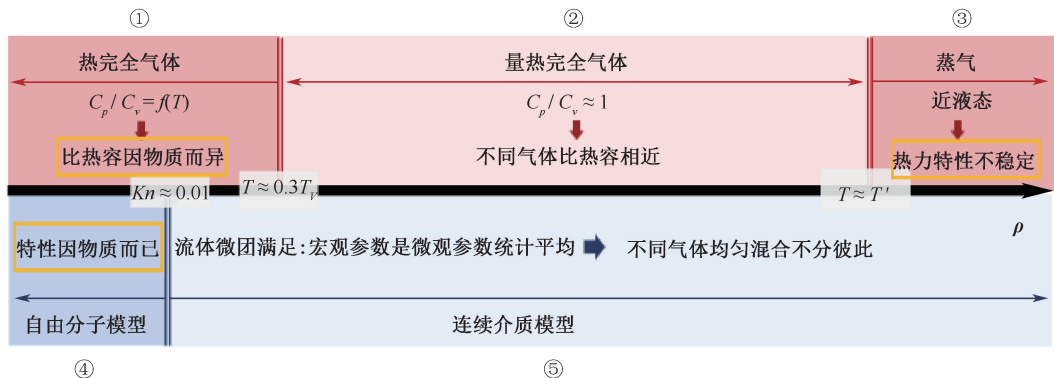 ① ② ③
热完全气体 量热完全气体 蒸气
C_p / C_v = f(T) C_p / C_v ≈ 1 近液态
比热容因物质而异 不同气体比热容相近 热力特性不稳定
Kn ≈ 0.01 T ≈ 0.3T_V T ≈ T'
ρ
特性因物质而已 流体微团满足:宏观参数是微观参数统计平均 不同气体均匀混合不分彼此
自由分子模型 连续介质模型
④ ⑤